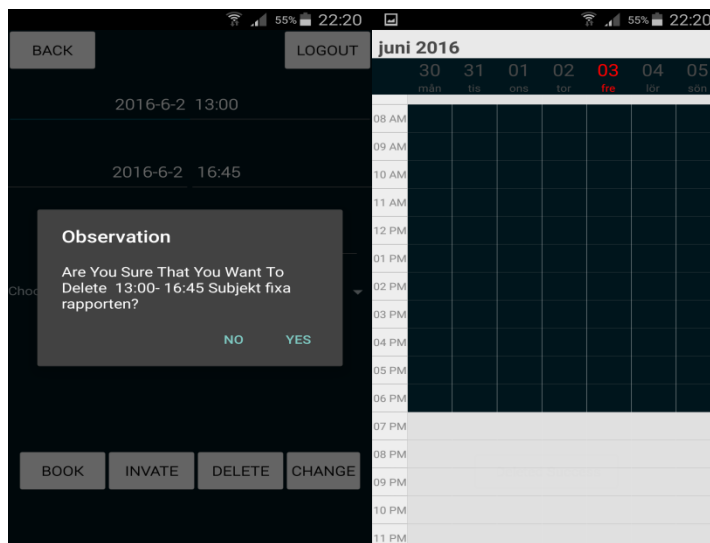 55% 22:20
BACK LOGOUT
2016-6-2 13:00
2016-6-2 16:45
Observation
Are You Sure That You Want To
Delete 13:00- 16:45 Subjekt fixa
rapporten?
Choo
NO YES
BOOK INVATE DELETE CHANGE
55% 22:20
juni 2016
30 31 01 02 03 04 05
mån tis ons tor fre lör sön
08 AM
09 AM
10 AM
11 AM
12 PM
01 PM
02 PM
03 PM
04 PM
05 PM
06 PM
07 PM
08 PM
09 PM
10 PM
11 PM